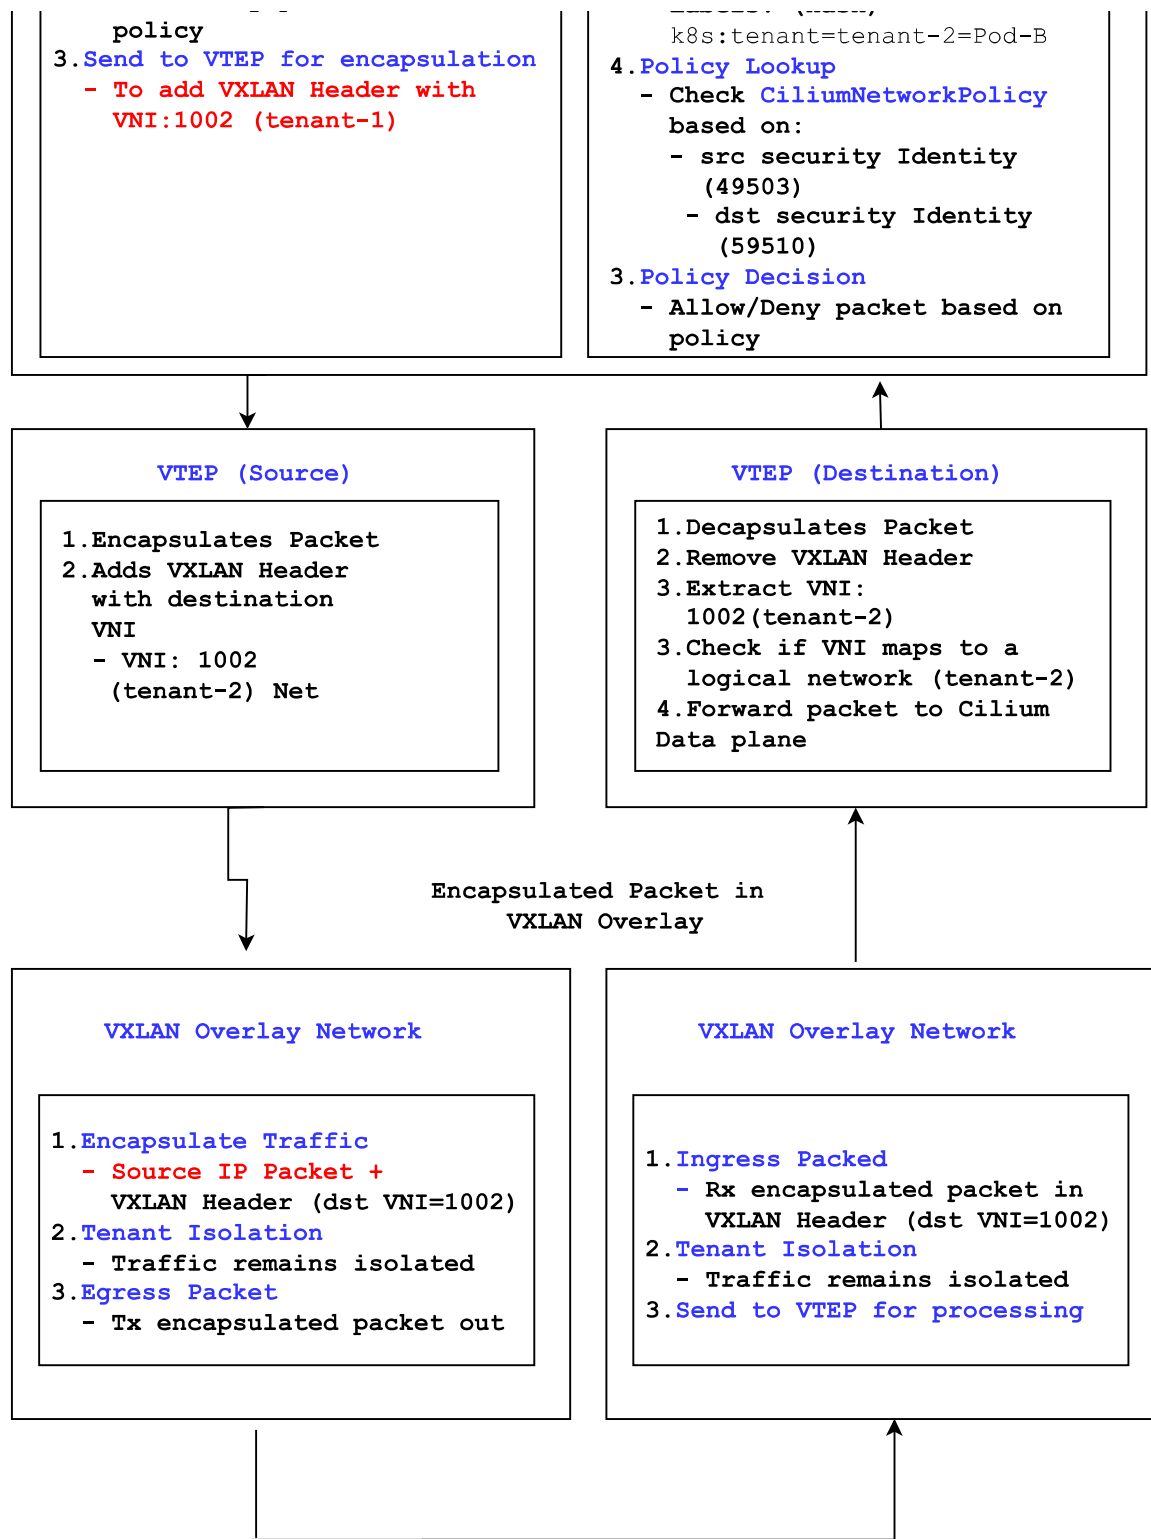 policy
3.Send to VTEP for encapsulation
- To add VXLAN Header with
VNI:1002 (tenant-1)
k8s:tenant=tenant-2=Pod-B
4.Policy Lookup
- Check CiliumNetworkPolicy
based on:
- src security Identity
(49503)
- dst security Identity
(59510)
3.Policy Decision
- Allow/Deny packet based on
policy
VTEP (Source)
1.Encapsulates Packet
2.Adds VXLAN Header
with destination
VNI
- VNI: 1002
(tenant-2) Net
VTEP (Destination)
1.Decapsulates Packet
2.Remove VXLAN Header
3.Extract VNI:
1002(tenant-2)
3.Check if VNI maps to a
logical network (tenant-2)
4.Forward packet to Cilium
Data plane
Encapsulated Packet in
VXLAN Overlay
VXLAN Overlay Network
1.Encapsulate Traffic
- Source IP Packet +
VXLAN Header (dst VNI=1002)
2.Tenant Isolation
- Traffic remains isolated
3.Egress Packet
- Tx encapsulated packet out
VXLAN Overlay Network
1.Ingress Packed
- Rx encapsulated packet in
VXLAN Header (dst VNI=1002)
2.Tenant Isolation
- Traffic remains isolated
3.Send to VTEP for processing